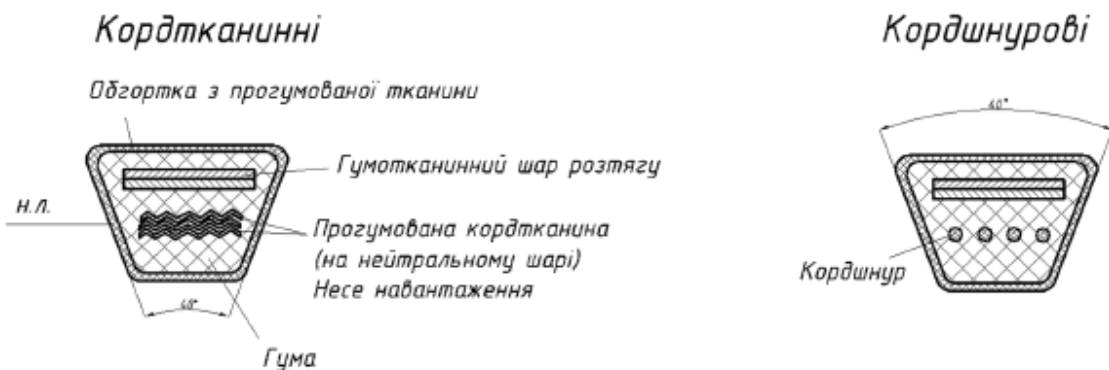 Кордтканинні
Кордшнурові
Обгортка з прогумованої тканини
40°
Гумотканинний шар розтягу
н.л.
Прогумована кордтканина
(на нейтральному шарі)
Несе навантаження
Кордшнур
40°
Гума